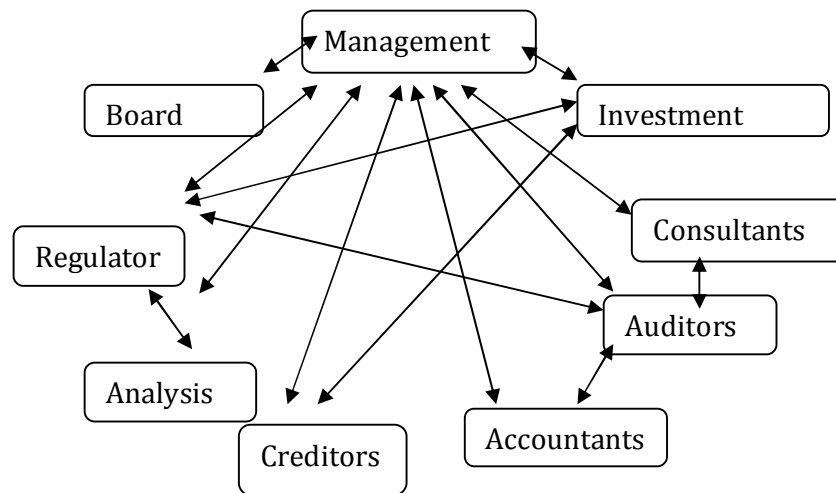 Management
Board
Investment
Consultants
Regulator
Auditors
Analysis
Accountants
Creditors